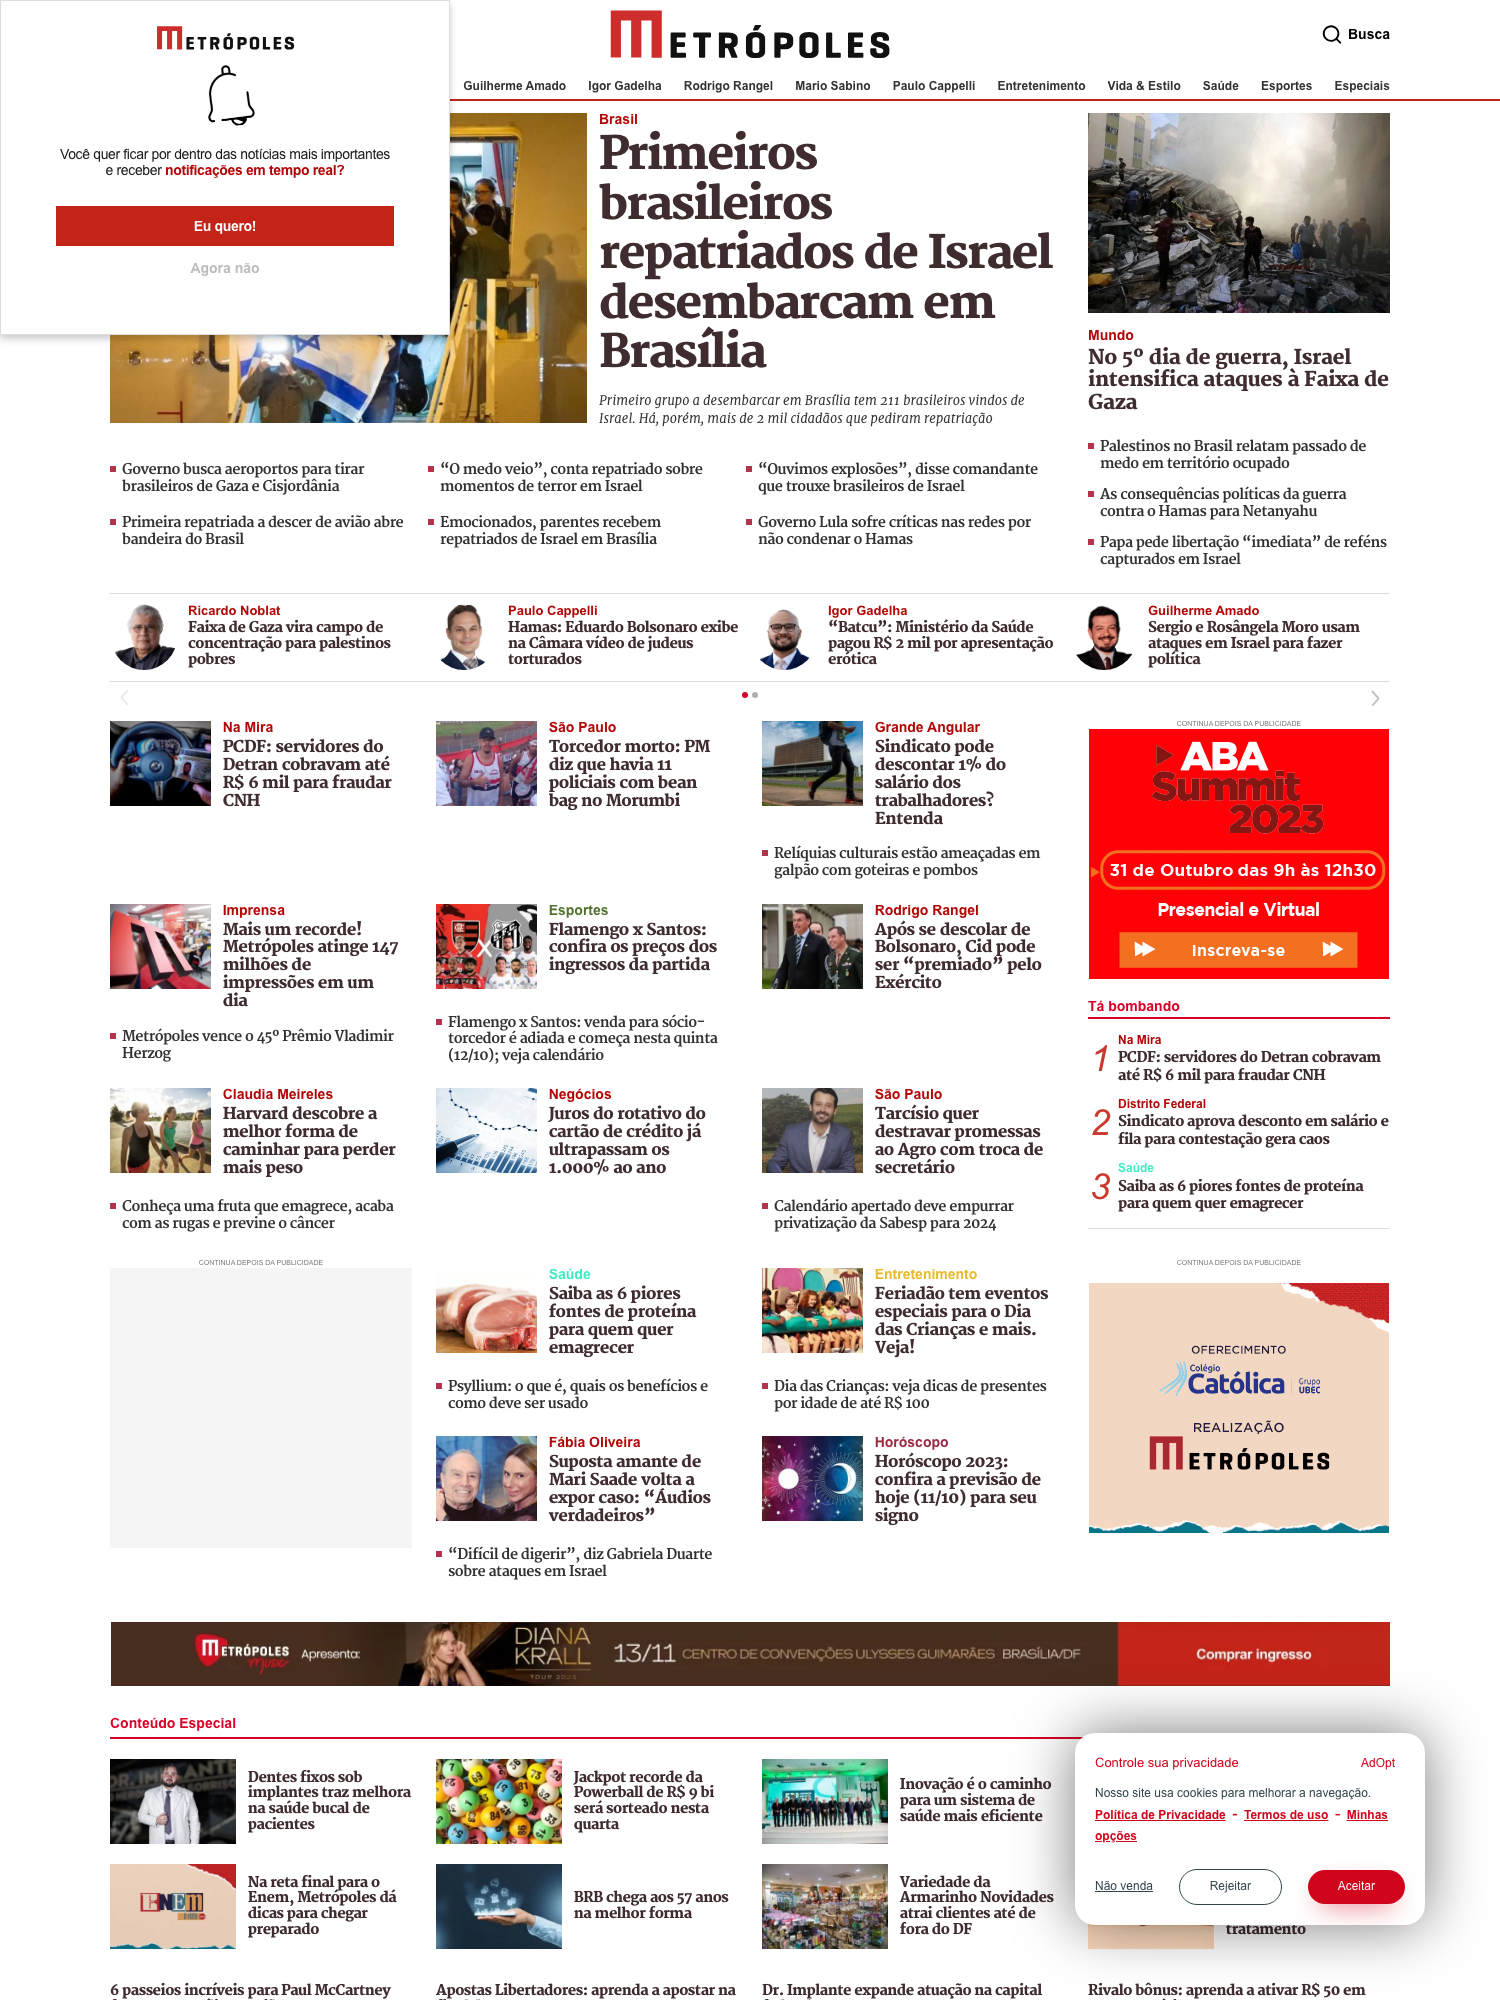 METRÓPOLES
Você quer ficar por dentro das notícias mais importantes
e receber notificações em tempo real?
Eu quero!
Agora não
METRÓPOLES
Busca
Guilherme Amado
Igor Gadelha
Rodrigo Rangel
Mario Sabino
Paulo Cappelli
Entretenimento
Vida & Estilo
Saúde
Esportes
Especiais
Brasil
Primeiros
brasileiros
repatriados de Israel
desembarcam em
Brasília
Primeiro grupo a desembarcar em Brasília tem 211 brasileiros vindos de
Israel. Há, porém, mais de 2 mil cidadãos que pediram repatriação
Mundo
No 5º dia de guerra, Israel
intensifica ataques à Faixa de
Gaza
Palestinos no Brasil relatam passado de
medo em território ocupado
As consequências políticas da guerra
contra o Hamas para Netanyahu
Papa pede libertação “imediata” de reféns
capturados em Israel
Governo busca aeroportos para tirar
brasileiros de Gaza e Cisjordânia
“O medo veio”, conta repatriado sobre
momentos de terror em Israel
“Ouvimos explosões”, disse comandante
que trouxe brasileiros de Israel
Primeira repatriada a descer de avião abre
bandeira do Brasil
Emocionados, parentes recebem
repatriados de Israel em Brasília
Governo Lula sofre críticas nas redes por
não condenar o Hamas
Ricardo Noblat
Faixa de Gaza vira campo de
concentração para palestinos
pobres
Paulo Cappelli
Hamas: Eduardo Bolsonaro exibe
na Câmara vídeo de judeus
torturados
Igor Gadelha
“Batcu”: Ministério da Saúde
pagou R$ 2 mil por apresentação
erótica
Guilherme Amado
Sergio e Rosângela Moro usam
ataques em Israel para fazer
política
Na Mira
PCDF: servidores do
Detran cobravam até
R$ 6 mil para fraudar
CNH
São Paulo
Torcedor morto: PM
diz que havia 11
policiais com bean
bag no Morumbi
Grande Angular
Sindicato pode
descontar 1% do
salário dos
trabalhadores?
Entenda
Relíquias culturais estão ameaçadas em
galpão com goteiras e pombos
CONTINUA DEPOIS DA PUBLICIDADE
ABA
Summit
2023
31 de Outubro das 9h às 12h30
Presencial e Virtual
Inscreva-se
Imprensa
Mais um recorde!
Metrópoles atinge 147
milhões de
impressões em um
dia
Metrópoles vence o 45º Prêmio Vladimir
Herzog
Esportes
Flamengo x Santos:
confira os preços dos
ingressos da partida
Flamengo x Santos: venda para sócio-
torcedor é adiada e começa nesta quinta
(12/10); veja calendário
Rodrigo Rangel
Após se descolar de
Bolsonaro, Cid pode
ser “premiado” pelo
Exército
Tá bombando
1
Na Mira
PCDF: servidores do Detran cobravam
até R$ 6 mil para fraudar CNH
2
Distrito Federal
Sindicato aprova desconto em salário e
fila para contestação gera caos
3
Saúde
Saiba as 6 piores fontes de proteína
para quem quer emagrecer
Claudia Meireles
Harvard descobre a
melhor forma de
caminhar para perder
mais peso
Conheça uma fruta que emagrece, acaba
com as rugas e previne o câncer
Negócios
Juros do rotativo do
cartão de crédito já
ultrapassam os
1.000% ao ano
São Paulo
Tarcísio quer
destravar promessas
ao Agro com troca de
secretário
Calendário apertado deve empurrar
privatização da Sabesp para 2024
CONTINUA DEPOIS DA PUBLICIDADE
Saúde
Saiba as 6 piores
fontes de proteína
para quem quer
emagrecer
Psyllium: o que é, quais os benefícios e
como deve ser usado
Entretenimento
Feriadão tem eventos
especiais para o Dia
das Crianças e mais.
Veja!
Dia das Crianças: veja dicas de presentes
por idade de até R$ 100
CONTINUA DEPOIS DA PUBLICIDADE
OFERECIMENTO
Colégio
Católica
Grupo
UBEC
REALIZAÇÃO
METRÓPOLES
Fábia Oliveira
Suposta amante de
Mari Saade volta a
expor caso: “Áudios
verdadeiros”
“Difícil de digerir”, diz Gabriela Duarte
sobre ataques em Israel
Horóscopo
Horóscopo 2023:
confira a previsão de
hoje (11/10) para seu
signo
METRÓPOLES
music
Apresenta:
DIANA
KRALL
TOUR 2023
13/11 CENTRO DE CONVENÇÕES ULYSSES GUIMARÃES BRASÍLIA/DF
Comprar ingresso
Conteúdo Especial
Dentes fixos sob
implantes traz melhora
na saúde bucal de
pacientes
Jackpot recorde da
Powerball de R$ 9 bi
será sorteado nesta
quarta
Inovação é o caminho
para um sistema de
saúde mais eficiente
ENEM
Na reta final para o
Enem, Metrópoles dá
dicas para chegar
preparado
BRB chega aos 57 anos
na melhor forma
Variedade da
Armarinho Novidades
atrai clientes até de
fora do DF
tratamento
Controle sua privacidade
AdOpt
Nosso site usa cookies para melhorar a navegação.
Política de Privacidade - Termos de uso - Minhas
opções
Não venda
Rejeitar
Aceitar
6 passeios incríveis para Paul McCartney
Apostas Libertadores: aprenda a apostar na
Dr. Implante expande atuação na capital
Rivalo bônus: aprenda a ativar R$ 50 em